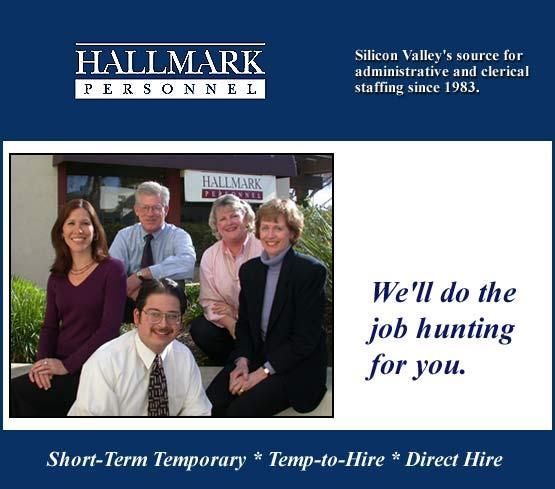 HALLMARK
PERSONNEL
Silicon Valley's source for
administrative and clerical
staffing since 1983.
HALLMARK
PERSONNEL
We'll do the
job hunting
for you.
Short-Term Temporary * Temp-to-Hire * Direct Hire